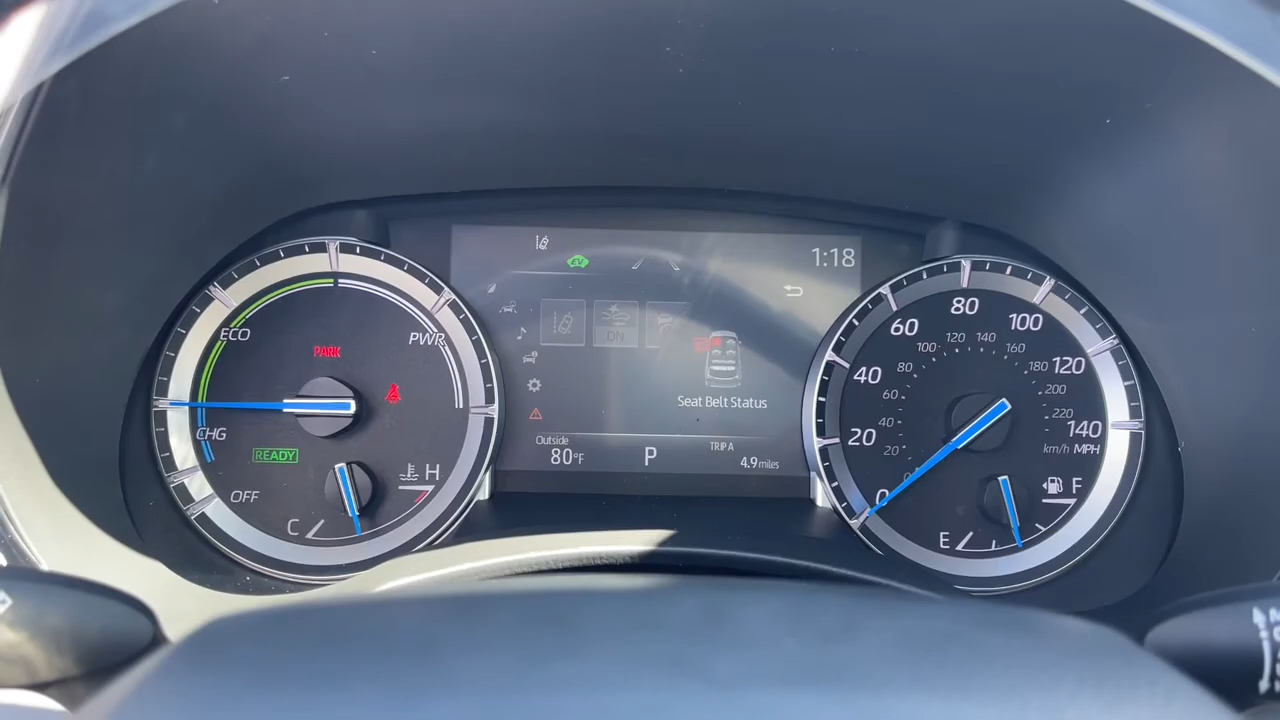 1:18
EV
ECO
PWR
PARK
CHG
READY
OFF
C
H
ON
Seat Belt Status
Outside
80°F
P
TRIP A
4.9 miles
0
20
40
60
80
100
120
140
0
20
40
60
80
100
120
140
160
180
200
220
km/h MPH
E
F